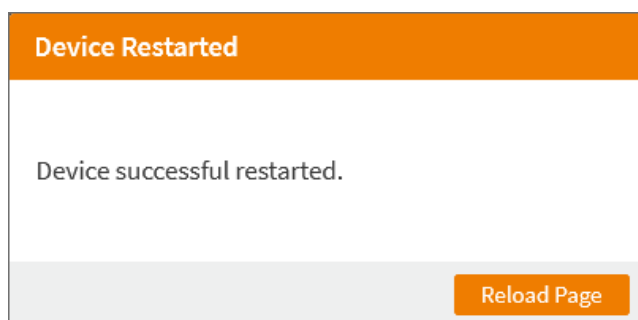 Device Restarted
Device successful restarted.
Reload Page